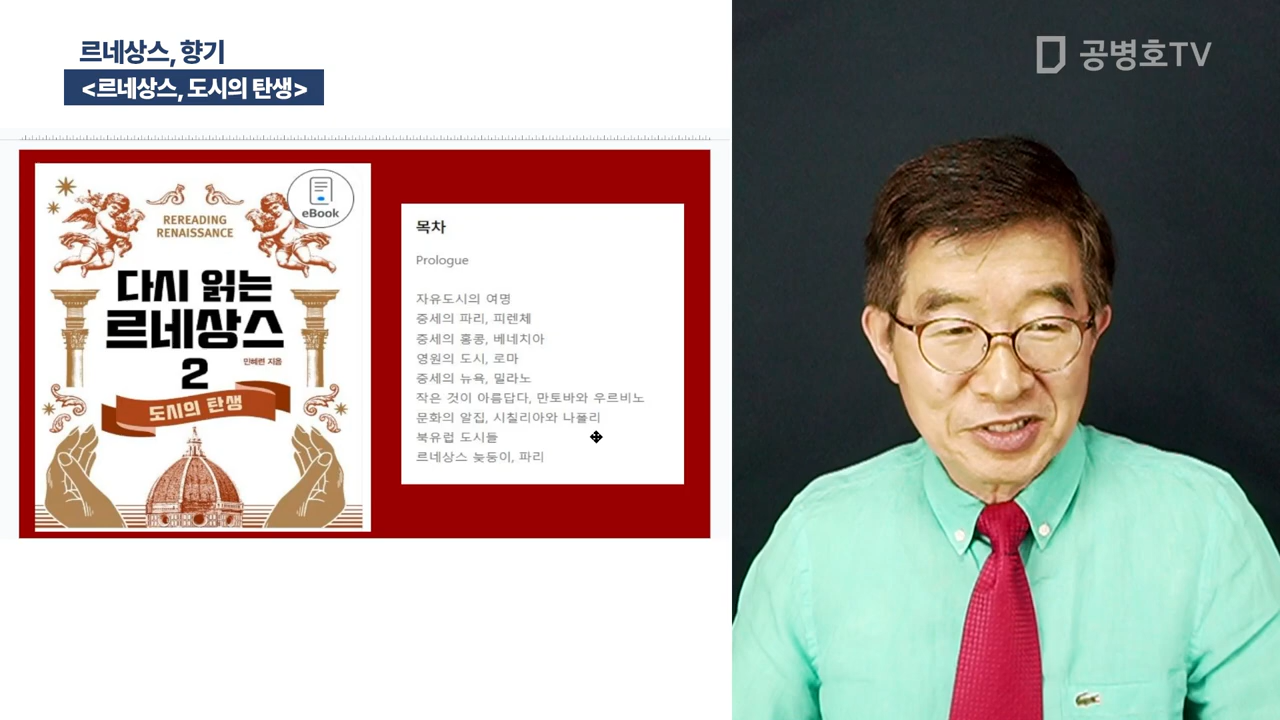 르네상스, 향기
<르네상스, 도시의 탄생>
공병호TV
eBook
REREADING
RENAISSANCE
다시 읽는
르네상스
2
민혜련 지음
도시의 탄생
목차
Prologue
자유도시의 여명
중세의 파리, 피렌체
중세의 홍콩, 베네치아
영원의 도시, 로마
중세의 뉴욕, 밀라노
작은 것이 아름답다, 만토바와 우르비노
문화의 알집, 시칠리아와 나폴리
북유럽 도시들
르네상스 늦둥이, 파리